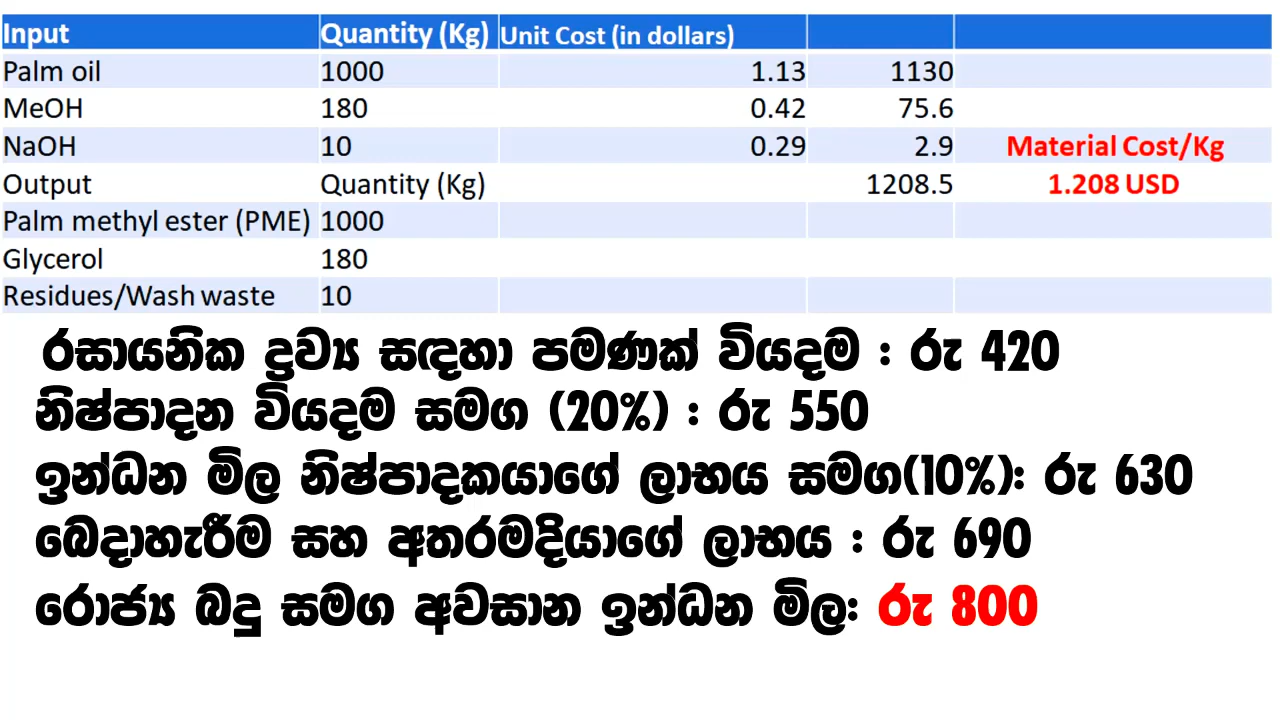 Input Quantity (Kg) Unit Cost (in dollars)
Palm oil 1000 1.13 1130
MeOH 180 0.42 75.6
NaOH 10 0.29 2.9 Material Cost/Kg
Output Quantity (Kg) 1208.5 1.208 USD
Palm methyl ester (PME) 1000
Glycerol 180
Residues/Wash waste 10
රසායනික ද්‍රව්‍ය සඳහා පමණක් වියදම : රු 420
නිෂ්පාදන වියදම සමග (20%) : රු 550
ඉන්ධන මිල නිෂ්පාදකයාගේ ලාභය සමග(10%): රු 630
බෙදාහැරීම සහ අතරමදියාගේ ලාභය : රු 690
රොජ්‍ය බදු සමග අවසාන ඉන්ධන මිල: රු 800